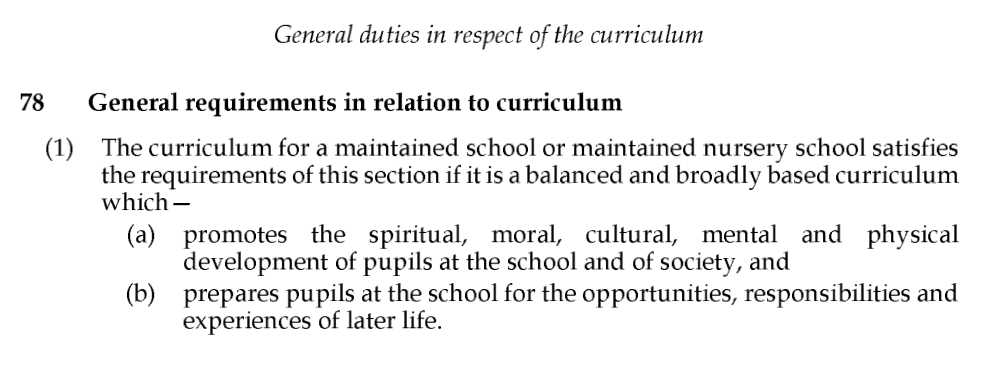 General duties in respect of the curriculum
78 General requirements in relation to curriculum
(1) The curriculum for a maintained school or maintained nursery school satisfies
the requirements of this section if it is a balanced and broadly based curriculum
which—
(a) promotes the spiritual, moral, cultural, mental and physical
development of pupils at the school and of society, and
(b) prepares pupils at the school for the opportunities, responsibilities and
experiences of later life.